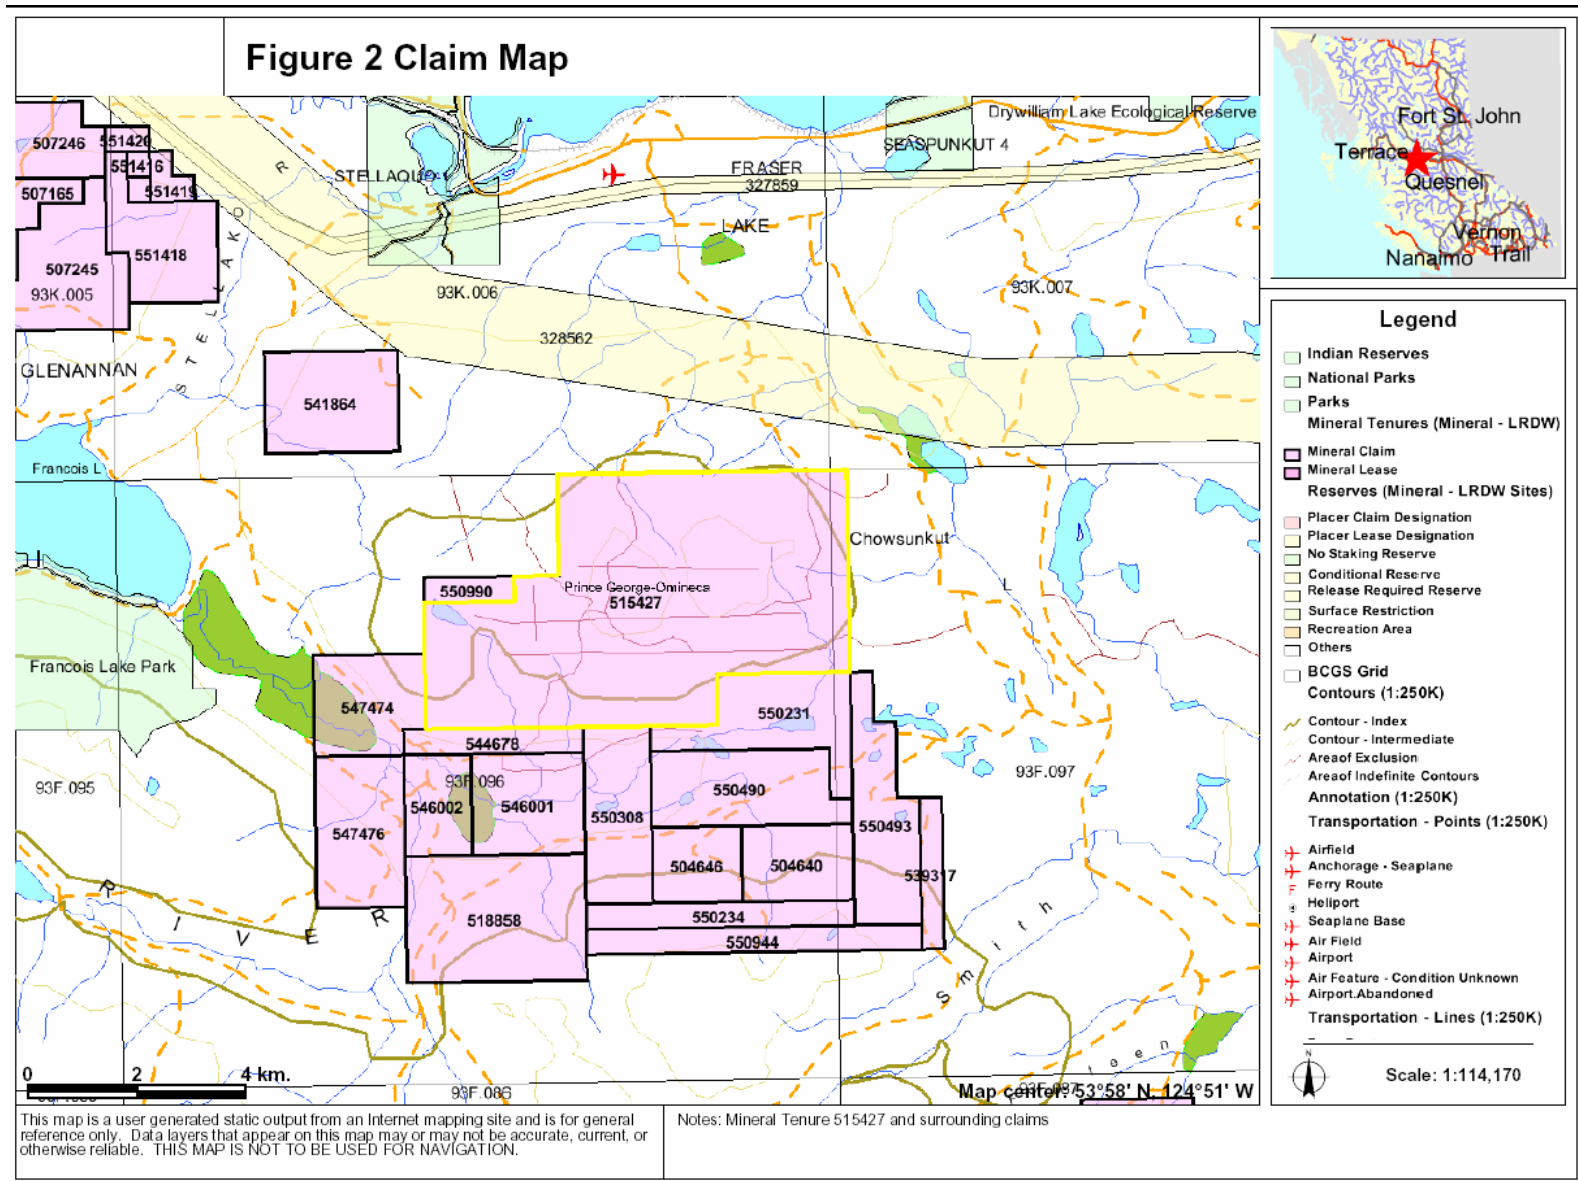 Figure 2 Claim Map
Drywilliam Lake Ecological Reserve
507246
551420
551416
507165
551419
R
STELLAQUO 1
FRASER
327859
SEASPUNKUT 4
LAKE
551418
507245
93K.005
93K.006
93K.007
328562
GLENANNAN
STELLAKO
541864
Francois L
Chowsunkut
L
550990
Prince George-Omineca
515427
Francois Lake Park
547474
550231
544678
93F.095
93F.096
93F.097
546002
546001
550490
547476
550308
550493
504646
504640
539317
518858
550234
550944
R I V E R
Smith
een
0 2 4 km.
93F.086
Map center: 53°58' N, 124°51' W
Fort St. John
Terrace
Quesnel
Vernon
Nanaimo
Trail
Legend
Indian Reserves
National Parks
Parks
Mineral Tenures (Mineral - LRDW)
Mineral Claim
Mineral Lease
Reserves (Mineral - LRDW Sites)
Placer Claim Designation
Placer Lease Designation
No Staking Reserve
Conditional Reserve
Release Required Reserve
Surface Restriction
Recreation Area
Others
BCGS Grid
Contours (1:250K)
Contour - Index
Contour - Intermediate
Areaof Exclusion
Areaof Indefinite Contours
Annotation (1:250K)
Transportation - Points (1:250K)
Airfield
Anchorage - Seaplane
F Ferry Route
Heliport
Seaplane Base
Air Field
Airport
Air Feature - Condition Unknown
Airport.Abandoned
Transportation - Lines (1:250K)
N
Scale: 1:114,170
This map is a user generated static output from an Internet mapping site and is for general
reference only. Data layers that appear on this map may or may not be accurate, current, or
otherwise reliable. THIS MAP IS NOT TO BE USED FOR NAVIGATION.
Notes: Mineral Tenure 515427 and surrounding claims